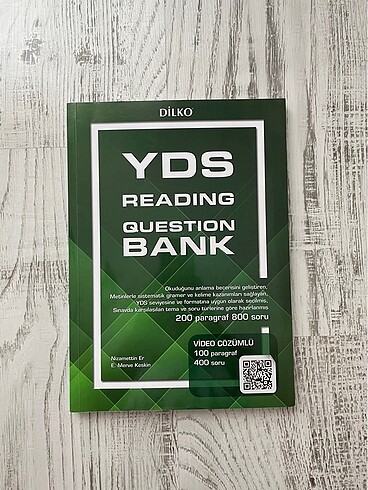 DİLKO
YDS
READING
QUESTION
BANK
Okuduğunu anlama becerisini geliştiren,
Metinlerle sistematik gramer ve kelime kazanımları sağlayan,
YDS seviyesine ve formatına uygun olarak seçilmiş,
Sınavda karşılaşılan tema ve soru türlerine göre hazırlanmış
200 paragraf 800 soru
VİDEO ÇÖZÜMLÜ
100 paragraf
400 soru
Nizamettin Er
E. Merve Keskin